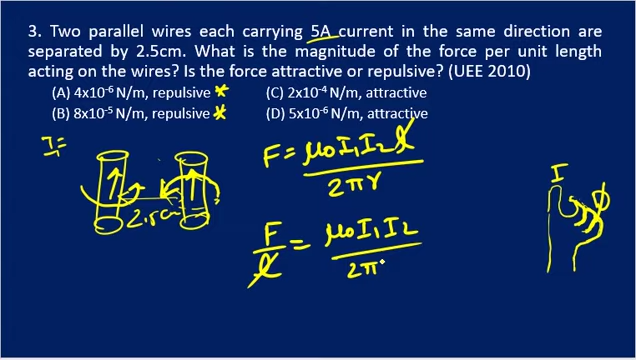 3. Two parallel wires each carrying 5A current in the same direction are
separated by 2.5cm. What is the magnitude of the force per unit length
acting on the wires? Is the force attractive or repulsive? (UEE 2010)
(A) 4x10⁻⁶ N/m, repulsive * (C) 2x10⁻⁴ N/m, attractive
(B) 8x10⁻⁵ N/m, repulsive * (D) 5x10⁻⁶ N/m, attractive
I₁=
F = μ₀I₁I₂l
2πr
I
ϕ
2.5cm
F = μ₀I₁I₂
l 2π